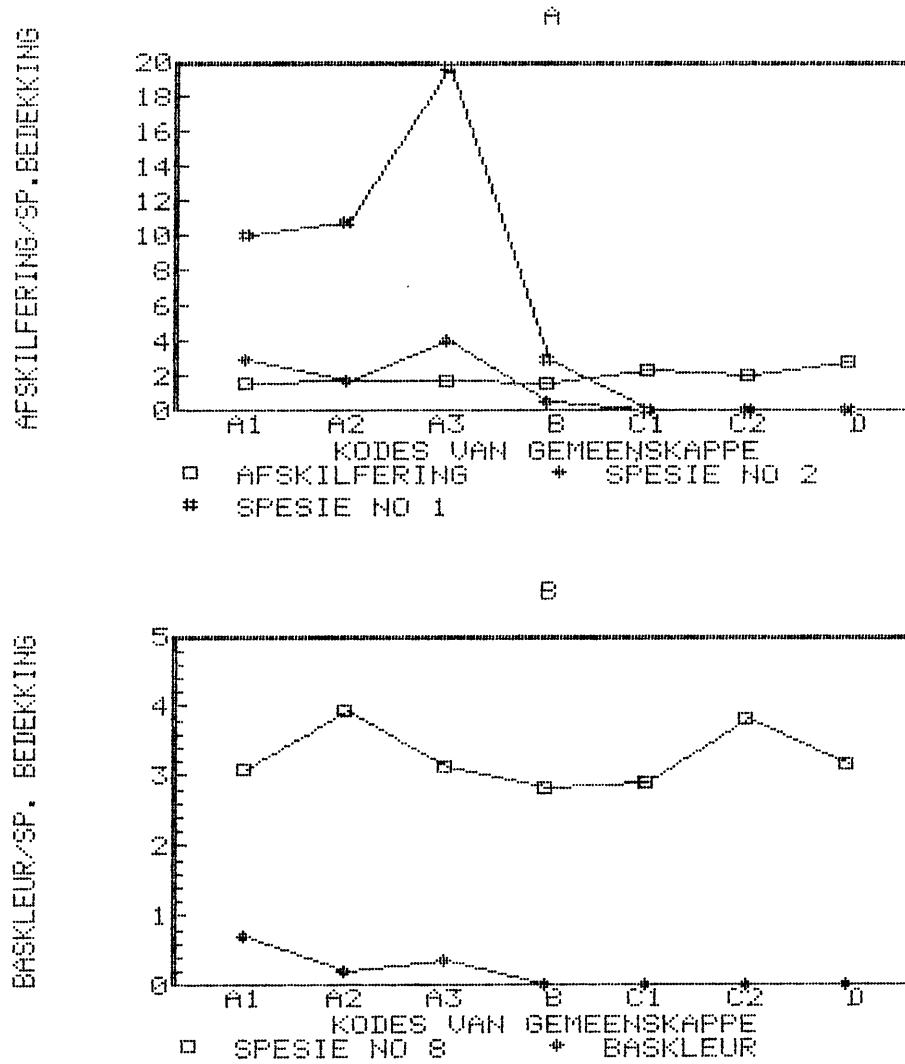 A
AFSKILFERING/SP.BEDEKKING
20
18
16
14
12
10
8
6
4
2
0
A1 A2 A3 B C1 C2 D
KODES VAN GEMEENSKAPPE
AFSKILFERING SPESIE NO 2
SPESIE NO 1
B
BASKLEUR/SP. BEDEKKING
5
4
3
2
1
0
A1 A2 A3 B C1 C2 D
KODES VAN GEMEENSKAPPE
SPESIE NO 8 BASKLEUR